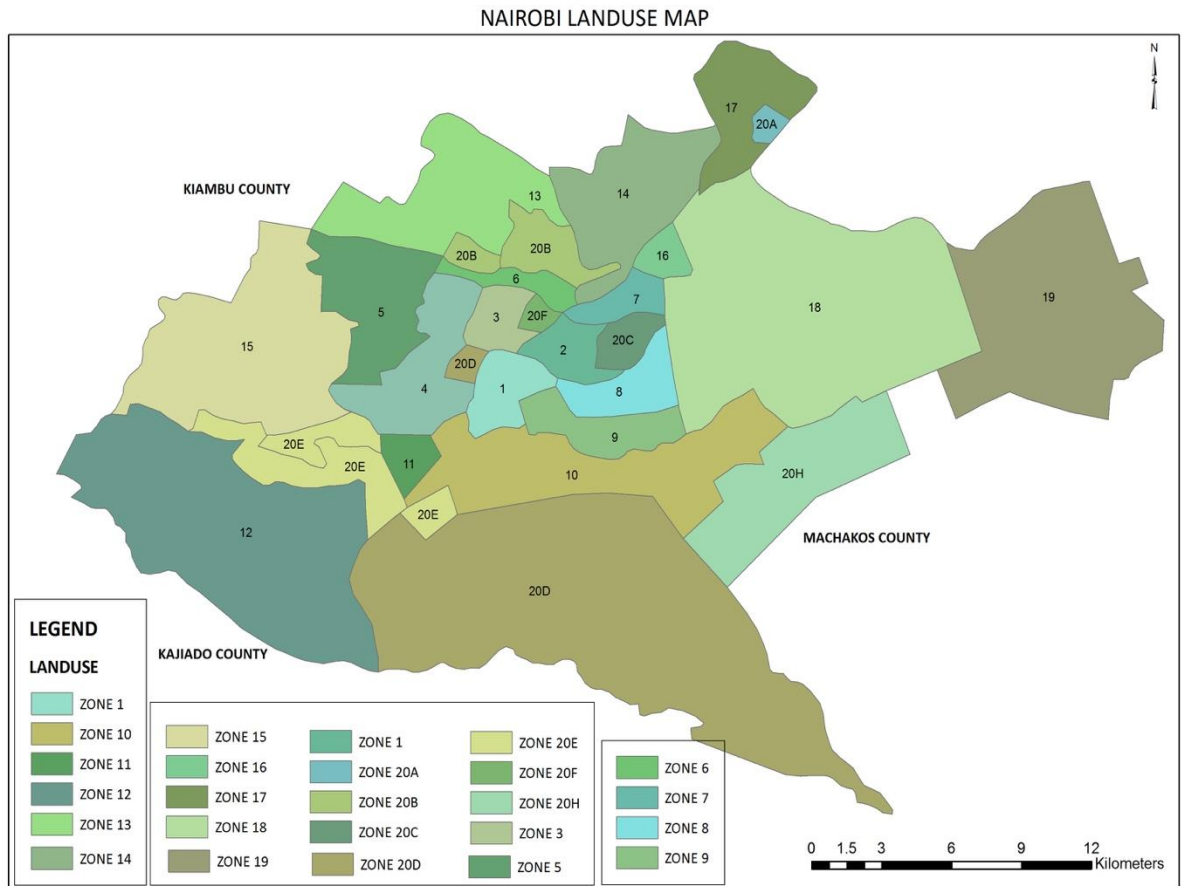 NAIROBI LANDUSE MAP
N
17
20A
KIAMBU COUNTY
13
14
20B
20B
16
6
5
7
3
20F
18
19
15
2
20C
20D
4
1
8
9
20E
11
20E
10
20H
20E
12
MACHAKOS COUNTY
20D
KAJIADO COUNTY
LEGEND
LANDUSE
ZONE 1
ZONE 10
ZONE 11
ZONE 12
ZONE 13
ZONE 14
ZONE 15
ZONE 16
ZONE 17
ZONE 18
ZONE 19
ZONE 1
ZONE 20A
ZONE 20B
ZONE 20C
ZONE 20D
ZONE 20E
ZONE 20F
ZONE 20H
ZONE 3
ZONE 5
ZONE 6
ZONE 7
ZONE 8
ZONE 9
0 1.5 3 6 9 12
Kilometers